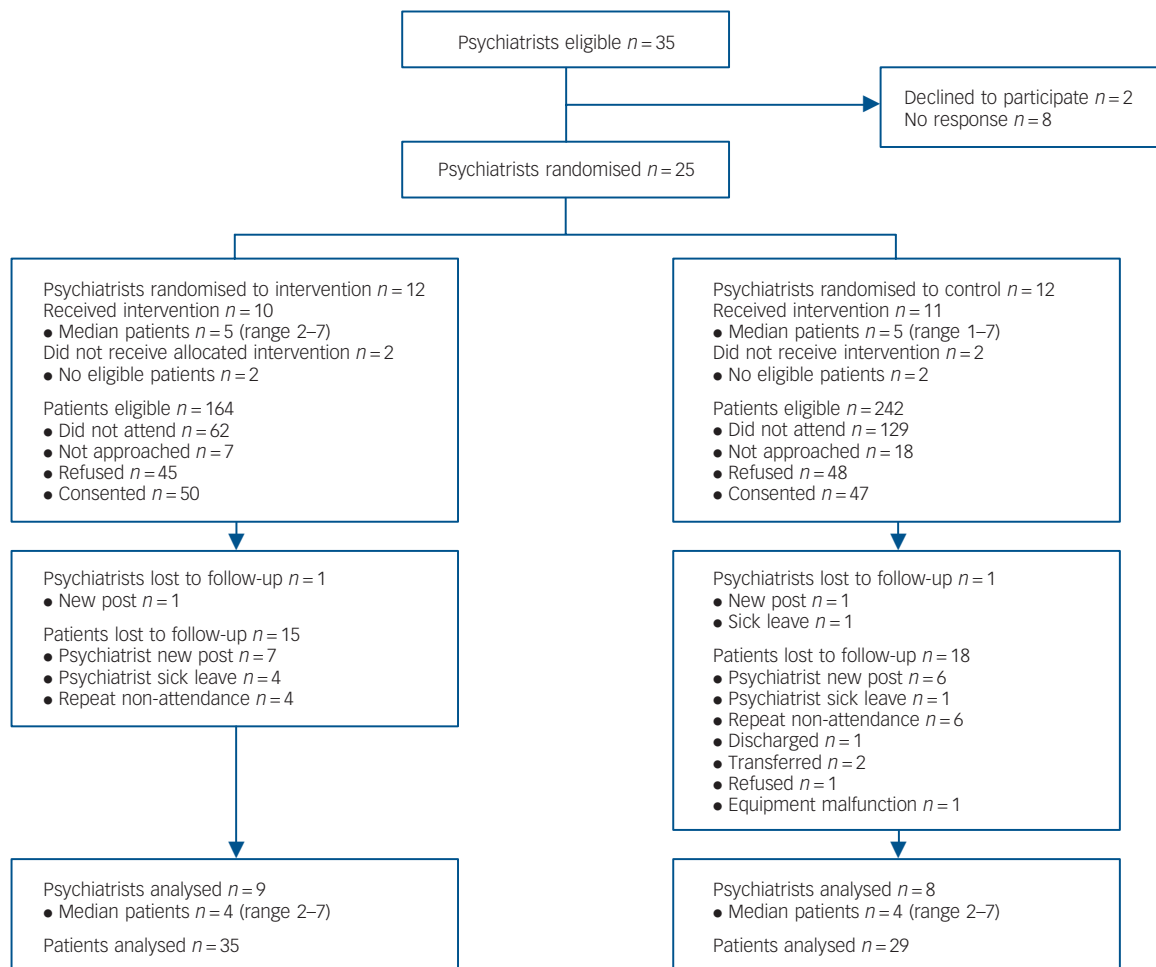 Psychiatrists eligible n = 35
Declined to participate n = 2
No response n = 8
Psychiatrists randomised n = 25
Psychiatrists randomised to intervention n = 12
Received intervention n = 10
● Median patients n = 5 (range 2–7)
Did not receive allocated intervention n = 2
● No eligible patients n = 2
Patients eligible n = 164
● Did not attend n = 62
● Not approached n = 7
● Refused n = 45
● Consented n = 50
Psychiatrists randomised to control n = 12
Received intervention n = 11
● Median patients n = 5 (range 1–7)
Did not receive intervention n = 2
● No eligible patients n = 2
Patients eligible n = 242
● Did not attend n = 129
● Not approached n = 18
● Refused n = 48
● Consented n = 47
Psychiatrists lost to follow-up n = 1
● New post n = 1
Patients lost to follow-up n = 15
● Psychiatrist new post n = 7
● Psychiatrist sick leave n = 4
● Repeat non-attendance n = 4
Psychiatrists lost to follow-up n = 1
● New post n = 1
● Sick leave n = 1
Patients lost to follow-up n = 18
● Psychiatrist new post n = 6
● Psychiatrist sick leave n = 1
● Repeat non-attendance n = 6
● Discharged n = 1
● Transferred n = 2
● Refused n = 1
● Equipment malfunction n = 1
Psychiatrists analysed n = 9
● Median patients n = 4 (range 2–7)
Patients analysed n = 35
Psychiatrists analysed n = 8
● Median patients n = 4 (range 2–7)
Patients analysed n = 29